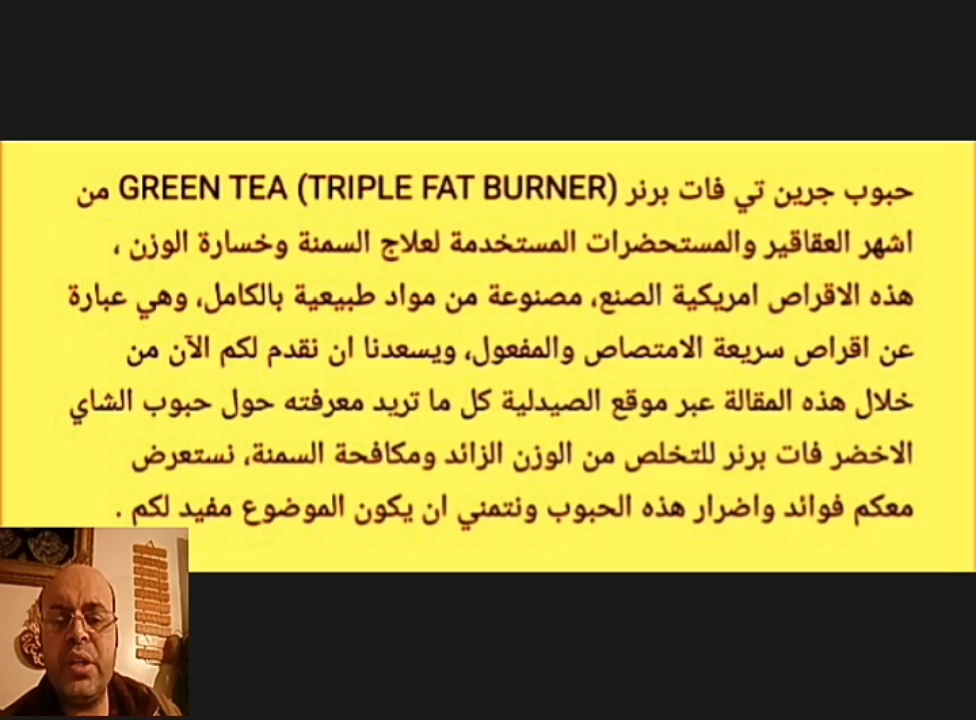 حبوب جرين تي فات برنر GREEN TEA (TRIPLE FAT BURNER) من
اشهر العقاقير والمستحضرات المستخدمة لعلاج السمنة وخسارة الوزن ،
هذه الاقراص امريكية الصنع، مصنوعة من مواد طبيعية بالكامل، وهي عبارة
عن اقراص سريعة الامتصاص والمفعول، ويسعدنا ان نقدم لكم الآن من
خلال هذه المقالة عبر موقع الصيدلية كل ما تريد معرفته حول حبوب الشاي
الاخضر فات برنر للتخلص من الوزن الزائد ومكافحة السمنة، نستعرض
معكم فوائد واضرار هذه الحبوب ونتمني ان يكون الموضوع مفيد لكم .